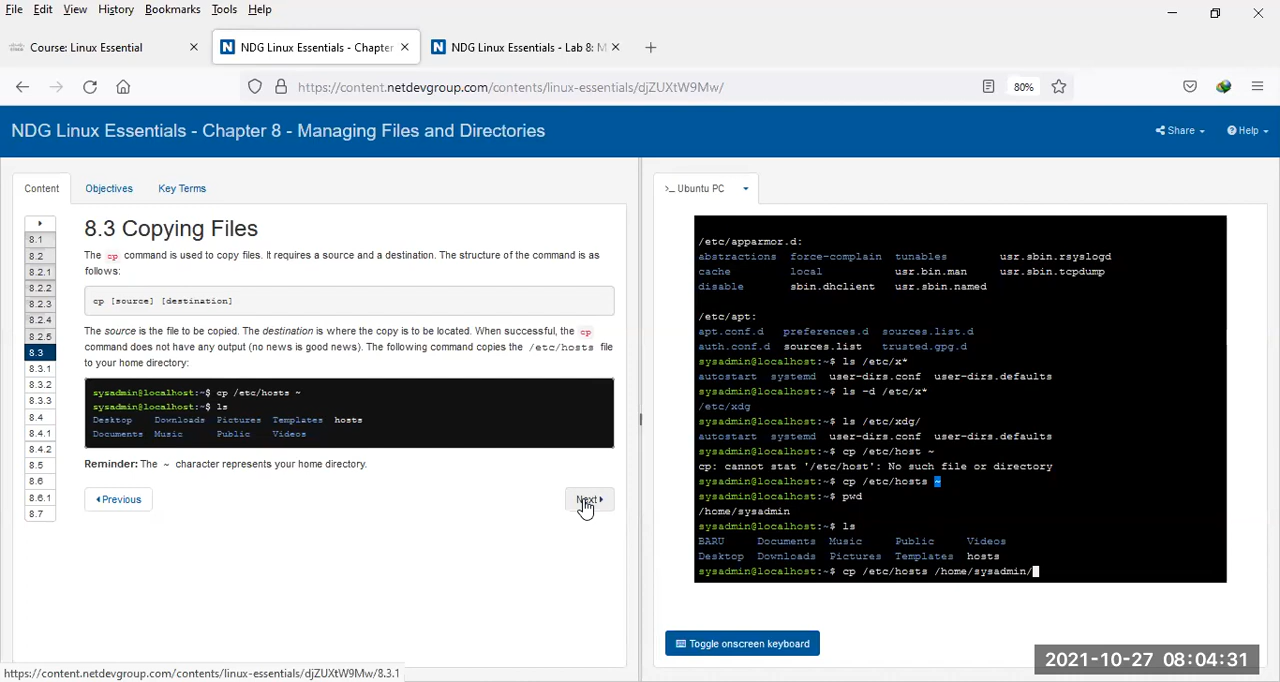 File Edit View History Bookmarks Tools Help
Course: Linux Essential
NDG Linux Essentials - Chapter
NDG Linux Essentials - Lab 8: M
https://content.netdevgroup.com/contents/linux-essentials/djZUXtW9Mw/
80%
NDG Linux Essentials - Chapter 8 - Managing Files and Directories
Share
Help
Content
Objectives
Key Terms
8.1
8.2
8.2.1
8.2.2
8.2.3
8.2.4
8.2.5
8.3
8.3.1
8.3.2
8.3.3
8.4
8.4.1
8.4.2
8.5
8.6
8.6.1
8.7
8.3 Copying Files
The cp command is used to copy files. It requires a source and a destination. The structure of the command is as
follows:
cp [source] [destination]
The source is the file to be copied. The destination is where the copy is to be located. When successful, the cp
command does not have any output (no news is good news). The following command copies the /etc/hosts file
to your home directory:
sysadmin@localhost:~$ cp /etc/hosts ~
sysadmin@localhost:~$ ls
Desktop Downloads Pictures Templates hosts
Documents Music Public Videos
Reminder: The ~ character represents your home directory.
Previous
Next
>_ Ubuntu PC
/etc/apparmor.d:
abstractions force-complain tunables usr.sbin.rsyslogd
cache local usr.bin.man usr.sbin.tcpdump
disable sbin.dhclient usr.sbin.named
/etc/apt:
apt.conf.d preferences.d sources.list.d
auth.conf.d sources.list trusted.gpg.d
sysadmin@localhost:~$ ls /etc/x*
autostart systemd user-dirs.conf user-dirs.defaults
sysadmin@localhost:~$ ls -d /etc/x*
/etc/xdg
sysadmin@localhost:~$ ls /etc/xdg/
autostart systemd user-dirs.conf user-dirs.defaults
sysadmin@localhost:~$ cp /etc/host ~
cp: cannot stat '/etc/host': No such file or directory
sysadmin@localhost:~$ cp /etc/hosts ~
sysadmin@localhost:~$ pwd
/home/sysadmin
sysadmin@localhost:~$ ls
BARU Documents Music Public Videos
Desktop Downloads Pictures Templates hosts
sysadmin@localhost:~$ cp /etc/hosts /home/sysadmin/
Toggle onscreen keyboard
https://content.netdevgroup.com/contents/linux-essentials/djZUXtW9Mw/8.3.1
2021-10-27 08:04:31